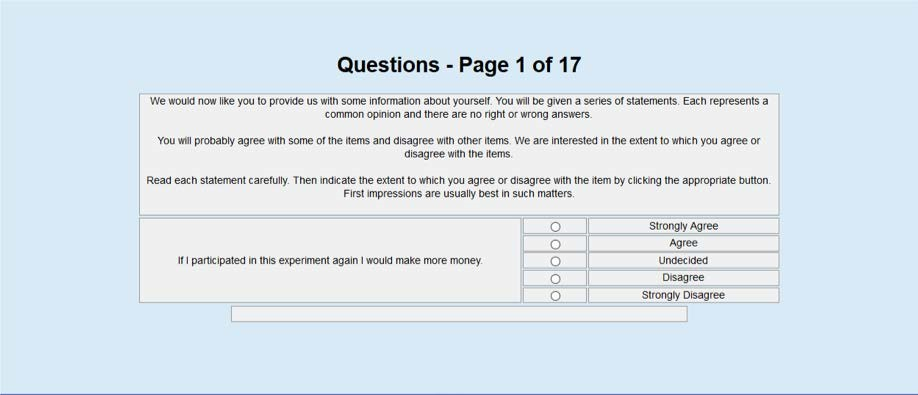 Questions - Page 1 of 17
We would now like you to provide us with some information about yourself. You will be given a series of statements. Each represents a
common opinion and there are no right or wrong answers.
You will probably agree with some of the items and disagree with other items. We are interested in the extent to which you agree or
disagree with the items.
Read each statement carefully. Then indicate the extent to which you agree or disagree with the item by clicking the appropriate button.
First impressions are usually best in such matters.
If I participated in this experiment again I would make more money.
Strongly Agree
Agree
Undecided
Disagree
Strongly Disagree